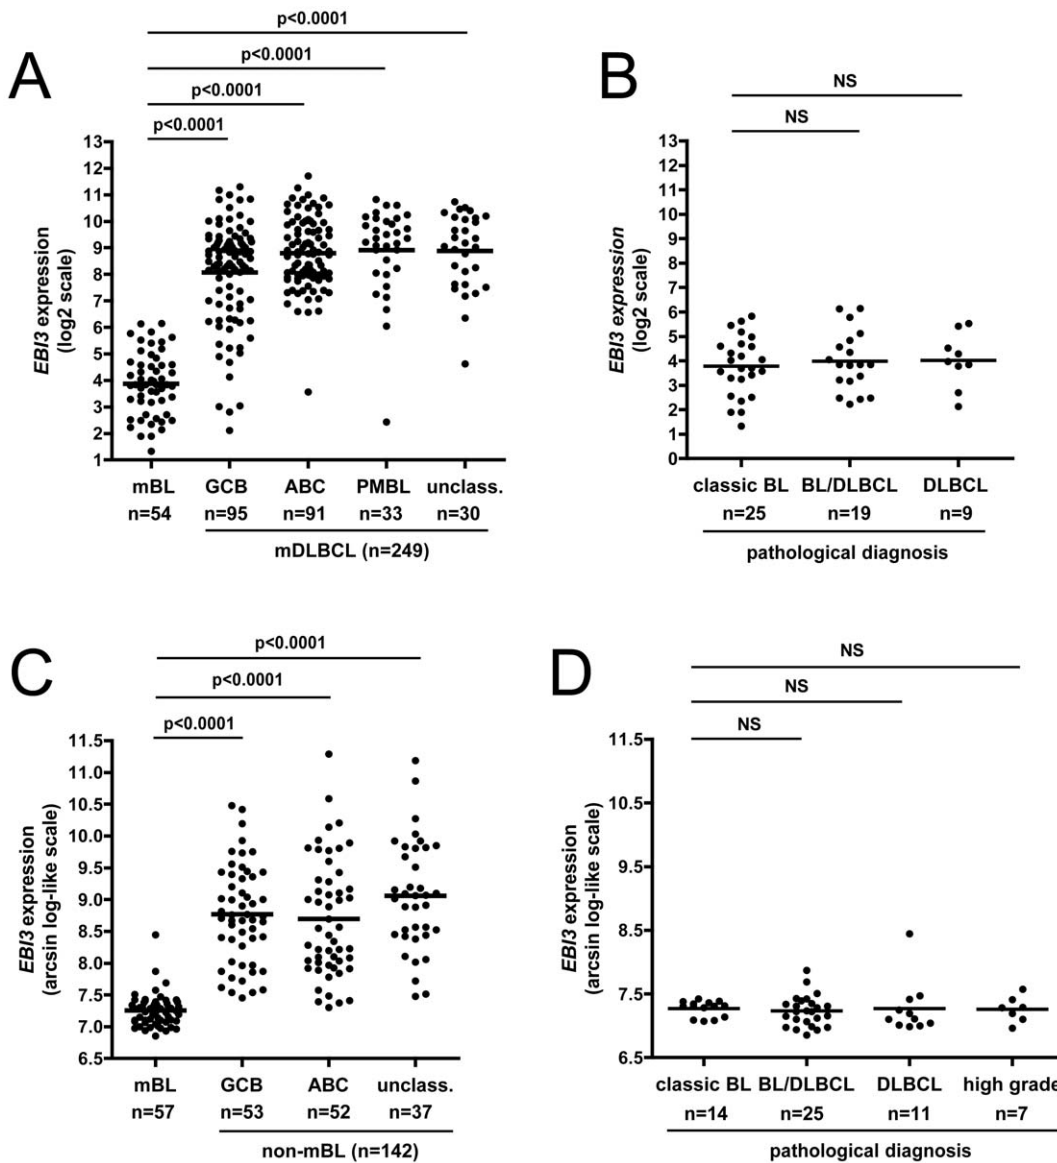 A
p<0.0001
p<0.0001
p<0.0001
p<0.0001
EBI3 expression
(log2 scale)
13
12
11
10
9
8
7
6
5
4
3
2
1
mBL GCB ABC PMBL unclass.
n=54 n=95 n=91 n=33 n=30
mDLBCL (n=249)
B
NS
NS
EBI3 expression
(log2 scale)
13
12
11
10
9
8
7
6
5
4
3
2
1
0
classic BL BL/DLBCL DLBCL
n=25 n=19 n=9
pathological diagnosis
C
p<0.0001
p<0.0001
p<0.0001
EBI3 expression
(arcsin log-like scale)
11.5
11.0
10.5
10.0
9.5
9.0
8.5
8.0
7.5
7.0
6.5
mBL GCB ABC unclass.
n=57 n=53 n=52 n=37
non-mBL (n=142)
D
NS
NS
NS
EBI3 expression
(arcsin log-like scale)
11.5
10.5
9.5
8.5
7.5
6.5
classic BL BL/DLBCL DLBCL high grade
n=14 n=25 n=11 n=7
pathological diagnosis